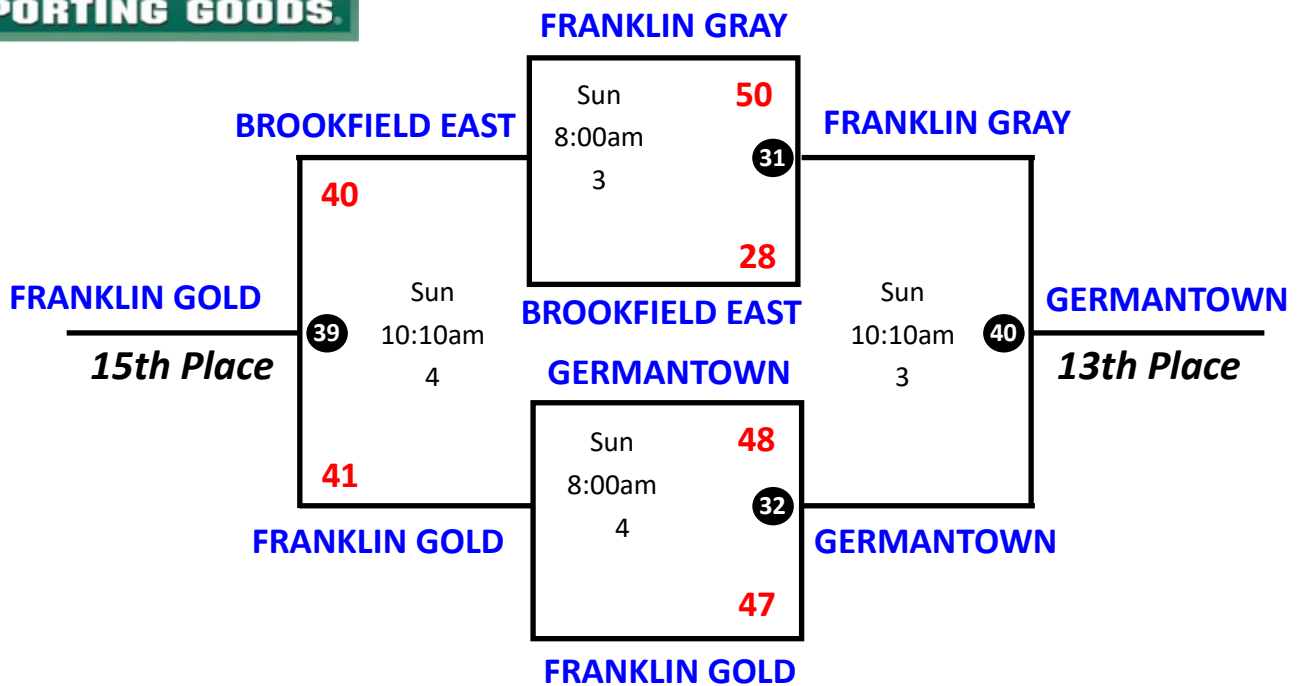 PORTING GOODS.
FRANKLIN GRAY
Sun
8:00am
3
50
31
28
BROOKFIELD EAST
FRANKLIN GRAY
BROOKFIELD EAST
40
Sun
10:10am
4
39
41
FRANKLIN GOLD
15th Place
FRANKLIN GOLD
Sun
10:10am
3
40
GERMANTOWN
13th Place
GERMANTOWN
Sun
8:00am
4
48
32
47
GERMANTOWN
FRANKLIN GOLD